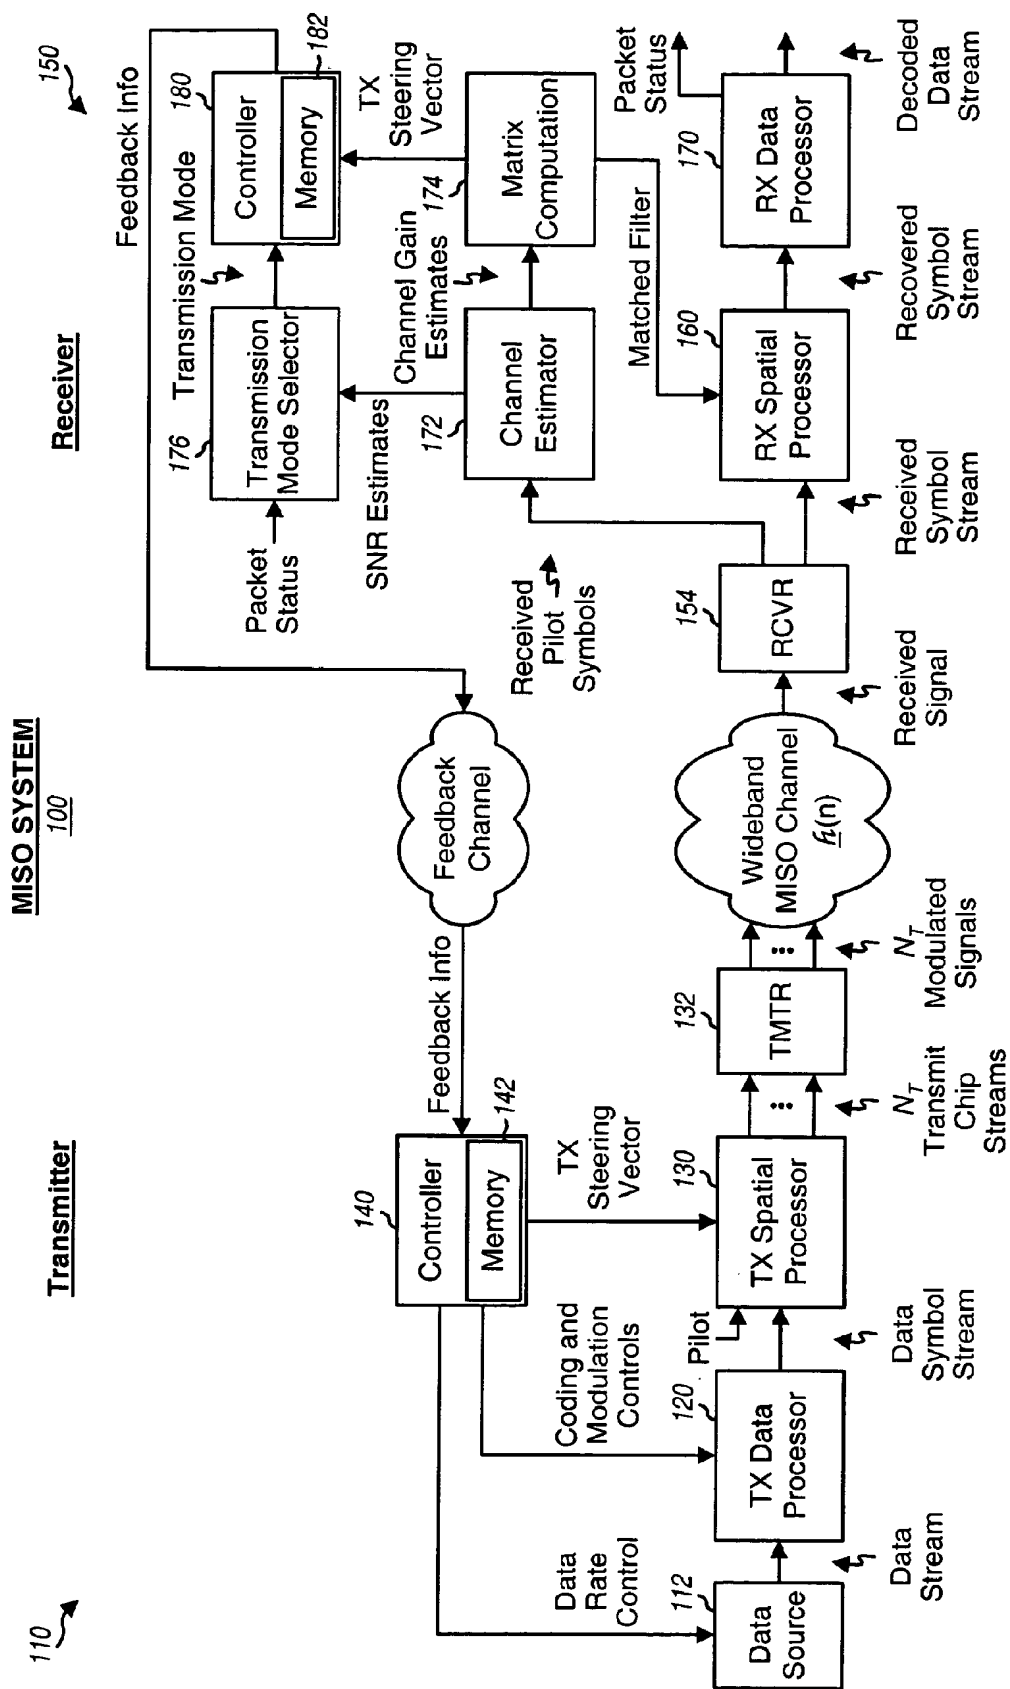 MISO SYSTEM
100
Transmitter
Receiver
110
150
Feedback Info
Feedback
Channel
Feedback Info
140
Controller
Memory
142
Data
Rate
Control
Coding and
Modulation
Controls
TX
Steering
Vector
Pilot
112
Data
Source
Data
Stream
120
TX Data
Processor
Data
Symbol
Stream
130
TX Spatial
Processor
N_T
Transmit
Chip
Streams
132
TMTR
N_T
Modulated
Signals
Wideband
MISO Channel
h(n)
Received
Signal
154
RCVR
Received
Pilot
Symbols
Received
Symbol
Stream
160
RX Spatial
Processor
Recovered
Symbol
Stream
170
RX Data
Processor
Packet
Status
Decoded
Data
Stream
172
Channel
Estimator
SNR Estimates
Channel Gain
Estimates
174
Matrix
Computation
Matched Filter
TX
Steering
Vector
Packet
Status
176
Transmission
Mode Selector
Transmission Mode
180
Controller
Memory
182